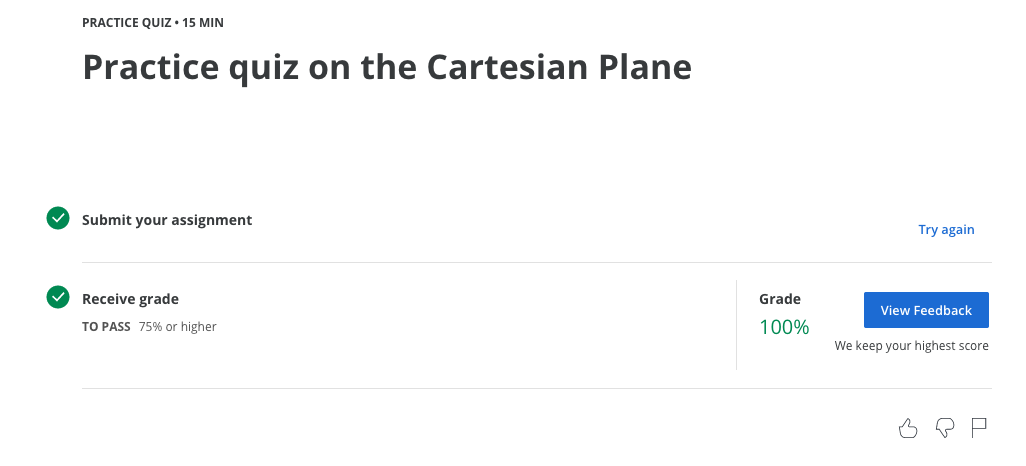 PRACTICE QUIZ • 15 MIN
Practice quiz on the Cartesian Plane
Submit your assignment
Try again
Receive grade
TO PASS 75% or higher
Grade
100%
View Feedback
We keep your highest score